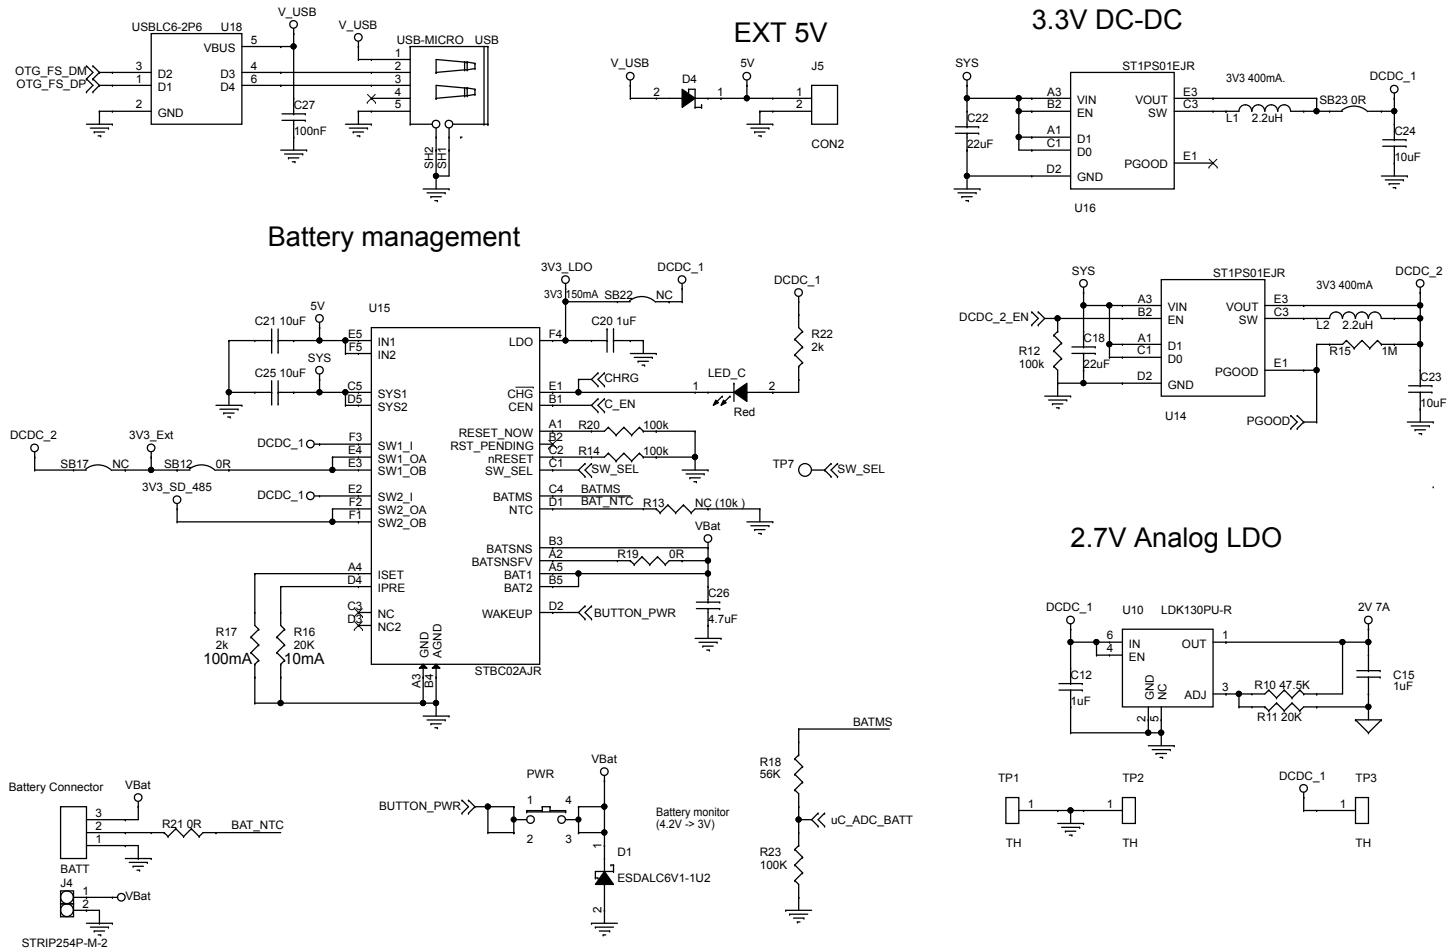 EXT 5V
3.3V DC-DC
USBLC6-2P6 U18
V_USB
V_USB
USB-MICRO USB
OTG_FS_DM
OTG_FS_DP
3 D2
1 D1
2 GND
VBUS 5
D3 4
D4 6
C27
100nF
1
2
3
4
5
SH2
SH1
V_USB
D4
2
1
5V
J5
1
2
CON2
SYS
ST1PS01EJR
3V3 400mA.
DCDC_1
A3 VIN
B2 EN
A1 D1
C1 D0
D2 GND
VOUT E3
SW C3
PGOOD E1
L1 2.2uH
SB23 0R
C22
22uF
C24
10uF
U16
Battery management
SYS
ST1PS01EJR
3V3 400mA
DCDC_2
DCDC_2_EN
A3 VIN
B2 EN
A1 D1
C1 D0
D2 GND
VOUT E3
SW C3
PGOOD E1
L2 2.2uH
R15 1M
R12
100k
C18
22uF
C23
10uF
U14
PGOOD
U15
5V
C21 10uF
SYS
C25 10uF
E5 IN1
F5 IN2
C5 SYS1
D5 SYS2
DCDC_2
3V3_Ext
SB17 NC
SB12 0R
DCDC_1
F3 SW1_I
E4 SW1_OA
E3 SW1_OB
3V3_SD_485
DCDC_1
E2 SW2_I
F2 SW2_OA
F1 SW2_OB
A4 ISET
D4 IPRE
C3 NC
D3 NC2
R17
2k
100mA
R16
20K
10mA
GND
AGND
A3
B4
STBC02AJR
3V3_LDO
3V3 150mA
SB22 NC
DCDC_1
LDO F4
C20 1uF
DCDC_1
R22
2k
CHRG
CHG E1
CEN B1
C_EN
LED_C
1
2
Red
RESET_NOW A1
RST_PENDING B2
nRESET C2
SW_SEL C1
R20 100k
R14 100k
SW_SEL
TP7
SW_SEL
BATMS C4
NTC D1
BATMS
BAT_NTC
R13 NC (10k )
VBat
BATSNS B3
BATSNSFV A2
BAT1 A5
BAT2 B5
R19 0R
C26
4.7uF
WAKEUP D2
BUTTON_PWR
2.7V Analog LDO
DCDC_1
U10
LDK130PU-R
2V 7A
6 IN
4 EN
OUT 1
ADJ 3
GND
NC
2
5
C12
1uF
R10 47.5K
R11 20K
C15
1uF
Battery Connector
VBat
3
2
1
R21 0R
BAT_NTC
BATT
J4
1
2
VBat
STRIP254P-M-2
PWR
BUTTON_PWR
1
4
2
3
VBat
1
D1
ESDALC6V1-1U2
2
Battery monitor
(4.2V -> 3V)
BATMS
R18
56K
uC_ADC_BATT
R23
100K
TP1
1
TH
TP2
1
TH
DCDC_1
TP3
1
TH